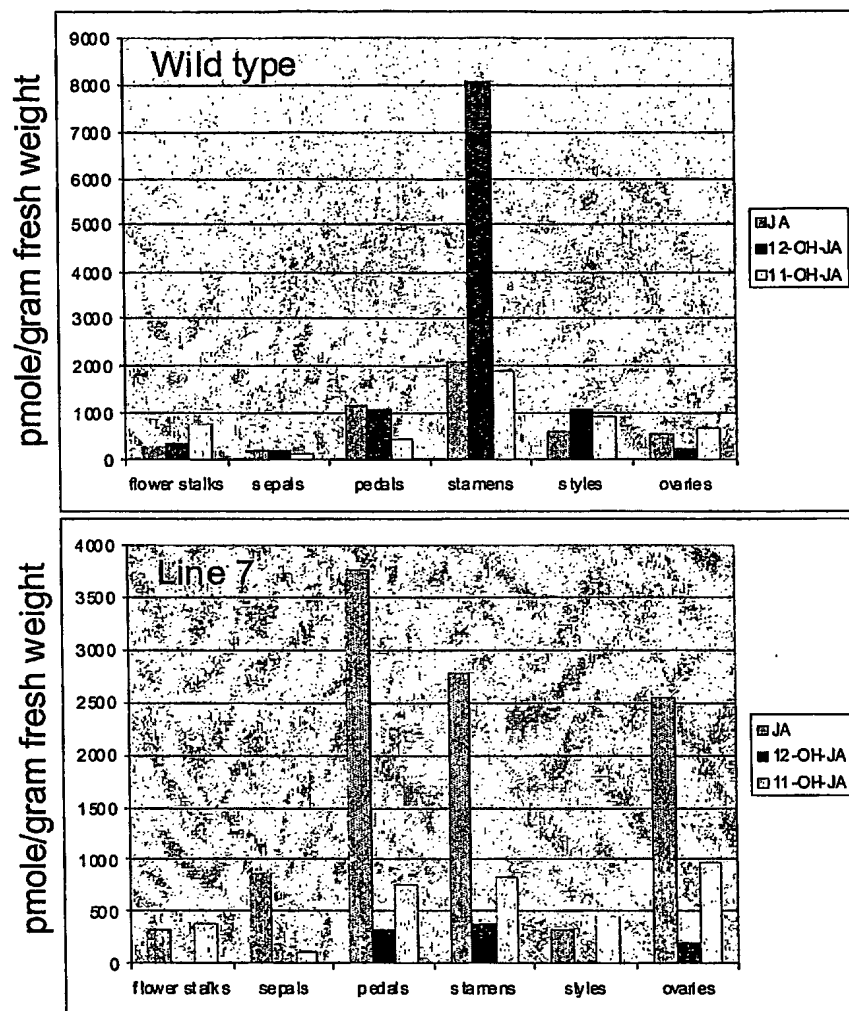 Wild type
pmole/gram fresh weight
9000
8000
7000
6000
5000
4000
3000
2000
1000
0
flower stalks sepals pedals stamens styles ovaries
JA
12-OH-JA
11-OH-JA
Line 7
pmole/gram fresh weight
4000
3500
3000
2500
2000
1500
1000
500
0
flower stalks sepals pedals stamens styles ovaries
JA
12-OH-JA
11-OH-JA